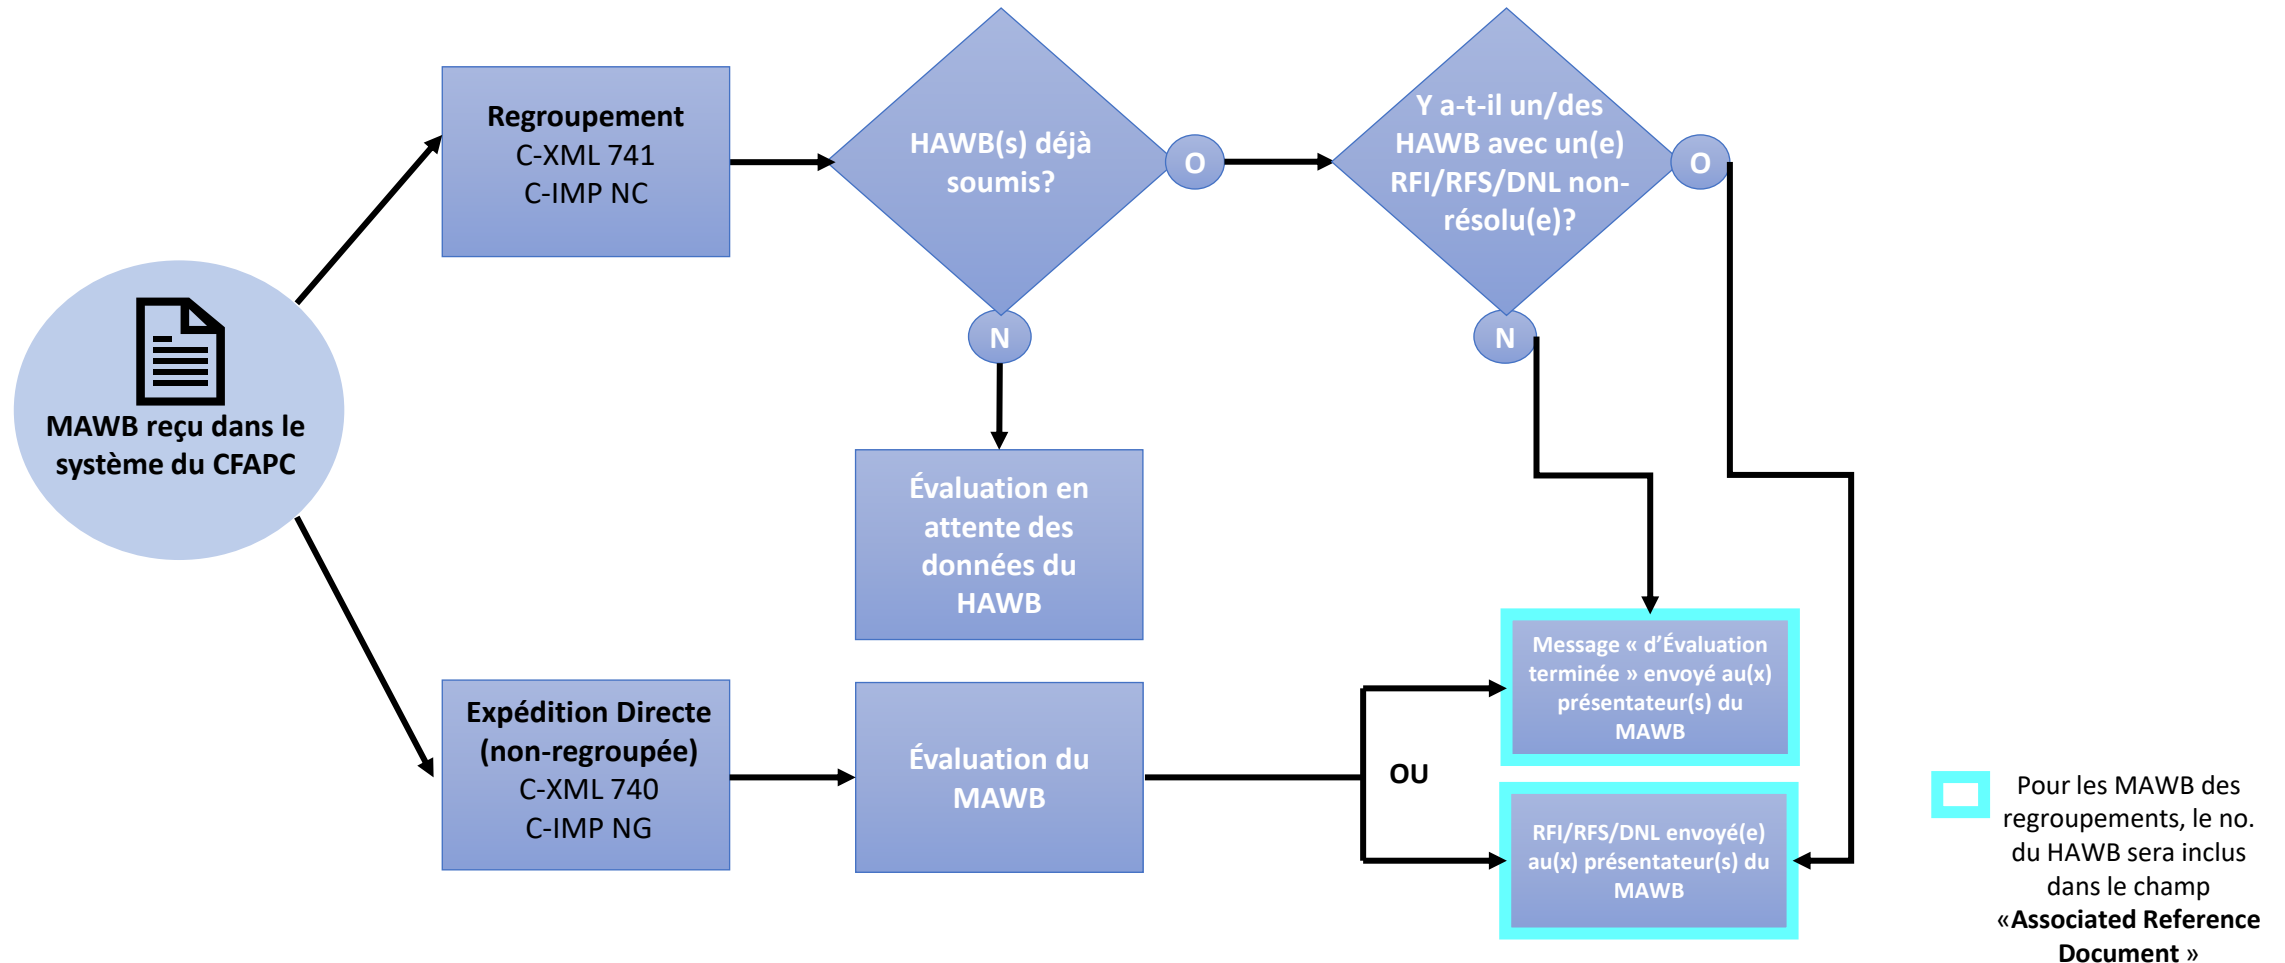 MAWB reçu dans le
système du CFAPC
Regroupement
C-XML 741
C-IMP NC
HAWB(s) déjà
soumis?
O
N
Y a-t-il un/des
HAWB avec un(e)
RFI/RFS/DNL non-
résolu(e)?
O
N
Évaluation en
attente des
données du
HAWB
Expédition Directe
(non-regroupée)
C-XML 740
C-IMP NG
Évaluation du
MAWB
OU
Message « d’Évaluation
terminée » envoyé au(x)
présentateur(s) du
MAWB
RFI/RFS/DNL envoyé(e)
au(x) présentateur(s) du
MAWB
Pour les MAWB des
regroupements, le no.
du HAWB sera inclus
dans le champ
«Associated Reference
Document »